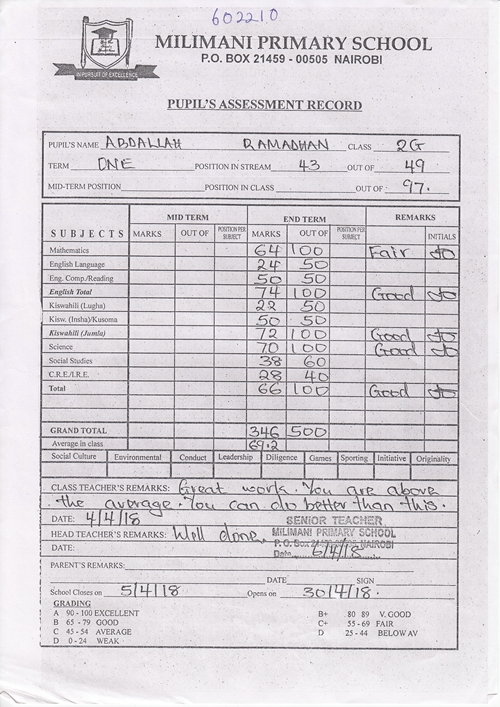 602210
MILIMANI PRIMARY SCHOOL
P.O. BOX 21459 - 00505 NAIROBI
INPURSUIT OF EXCELLENCE
PUPIL'S ASSESSMENT RECORD
PUPIL'S NAME ABDALLAH RAMADHAN CLASS 2G
TERM ONE POSITION IN STREAM 43 OUT OF 49
MID-TERM POSITION POSITION IN CLASS OUT OF 97.
MID TERM END TERM REMARKS
SUBJECTS MARKS OUT OF POSITION PER SUBJECT MARKS OUT OF POSITION PER SUBJECT INITIALS
Mathematics 64 100 Fair
English Language 24 50
Eng. Comp./Reading 50 50
English Total 74 100 Good
Kiswahili (Lugha) 22 50
Kisw. (Insha)/Kusoma 50 50
Kiswahili (Jumla) 72 100 Good
Science 70 100 Good
Social Studies 38 60
C.R.E./I.R.E. 28 40
Total 66 100 Good
GRAND TOTAL 346 500
Average in class 69.2
Social Culture Environmental Conduct Leadership Diligence Games Sporting Initiative Originality
CLASS TEACHER'S REMARKS: Great work. You are above
the average. You can do better than this.
DATE: 4/4/18 SENIOR TEACHER
HEAD TEACHER'S REMARKS: Well done. MILIMANI PRIMARY SCHOOL
P. O. Box 21459 NAIROBI
DATE: Date 6/4/18
PARENT'S REMARKS:
DATE SIGN
School Closes on 5/4/18 Opens on 30/4/18
GRADING
A 90 - 100 EXCELLENT B+ 80 89 V. GOOD
B 65 - 79 GOOD C+ 55 - 69 FAIR
C 45 - 54 AVERAGE D 25 - 44 BELOW AV
D 0 - 24 WEAK